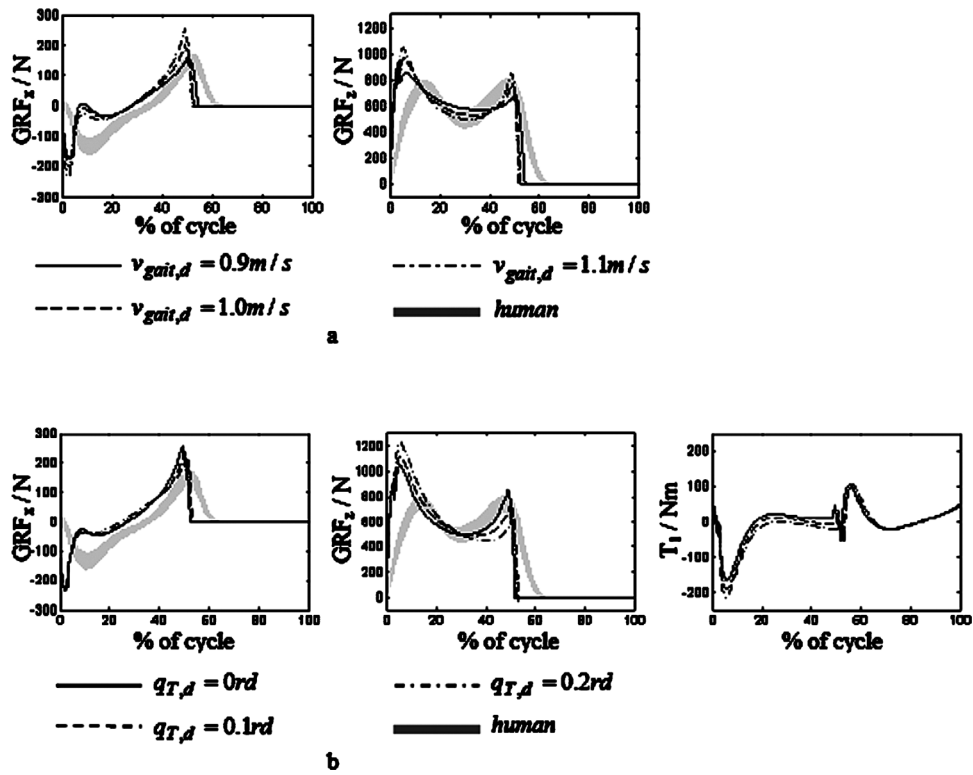 300
200
100
0
-100
-200
-300
GRFx / N
0 20 40 60 80 100
% of cycle
1200
1000
800
600
400
200
0
GRFz / N
0 20 40 60 80 100
% of cycle
v gait,d = 0.9m / s
v gait,d = 1.1m / s
v gait,d = 1.0m / s
human
a
300
200
100
0
-100
-200
-300
GRFx / N
0 20 40 60 80 100
% of cycle
1200
1000
800
600
400
200
0
GRFz / N
0 20 40 60 80 100
% of cycle
200
100
0
-100
-200
T1 / Nm
0 20 40 60 80 100
% of cycle
qT,d = 0rd
qT,d = 0.2rd
qT,d = 0.1rd
human
b